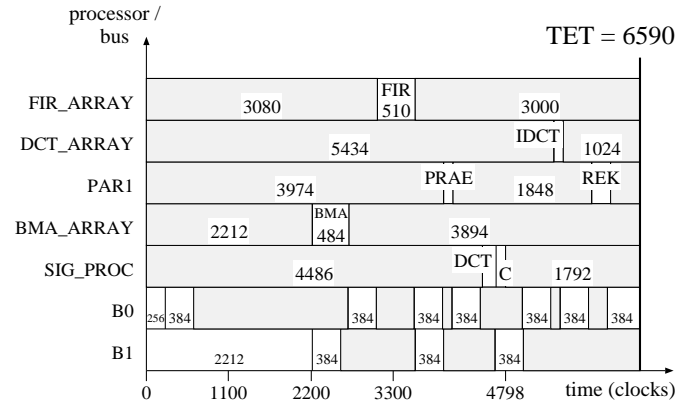 processor /
bus
TET = 6590
FIR_ARRAY 3080 FIR 510 3000
DCT_ARRAY 5434 IDCT 1024
PAR1 3974 PRAE 1848 REK
BMA_ARRAY 2212 BMA 484 3894
SIG_PROC 4486 DCT C 1792
B0 256 384 384 384 384 384 384 384
B1 2212 384 384 384
0 1100 2200 3300 4798 time (clocks)